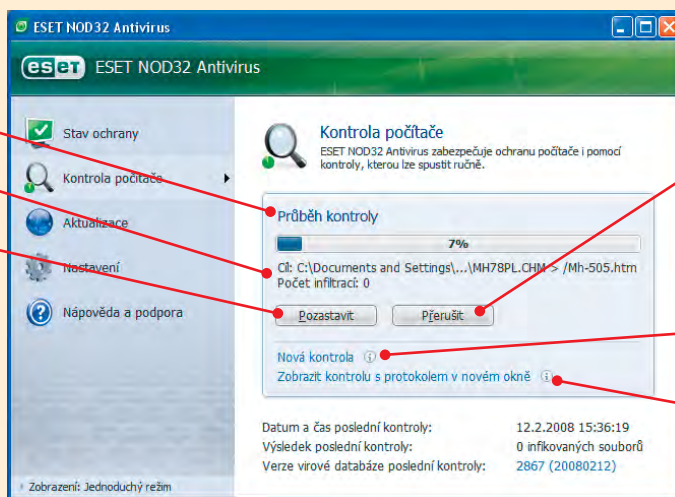 ESET NOD32 Antivirus
eset ESET NOD32 Antivirus
Stav ochrany
Kontrola počítače
Aktualizace
Nastavení
Nápověda a podpora
Kontrola počítače
ESET NOD32 Antivirus zabezpečuje ochranu počítače i pomocí
kontroly, kterou lze spustit ručně.
Průběh kontroly
7%
Cíl: C:\Documents and Settings\...\MH78PL.CHM > /Mh-505.htm
Počet infiltrací: 0
Pozastavit Přerušit
Nová kontrola
Zobrazit kontrolu s protokolem v novém okně
Datum a čas poslední kontroly: 12.2.2008 15:36:19
Výsledek poslední kontroly: 0 infikovaných souborů
Verze virové databáze poslední kontroly: 2867 (20080212)
Zobrazení: Jednoduchý režim